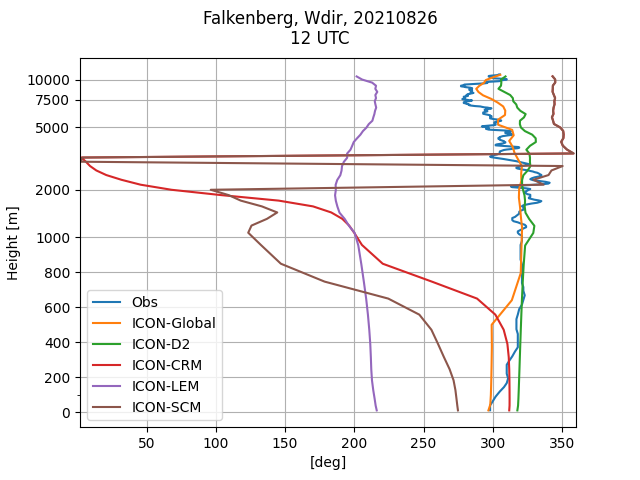 Falkenberg, Wdir, 20210826
12 UTC
Height [m]
10000
7500
5000
2000
1000
800
600
400
200
0
Obs
ICON-Global
ICON-D2
ICON-CRM
ICON-LEM
ICON-SCM
50 100 150 200 250 300 350
[deg]